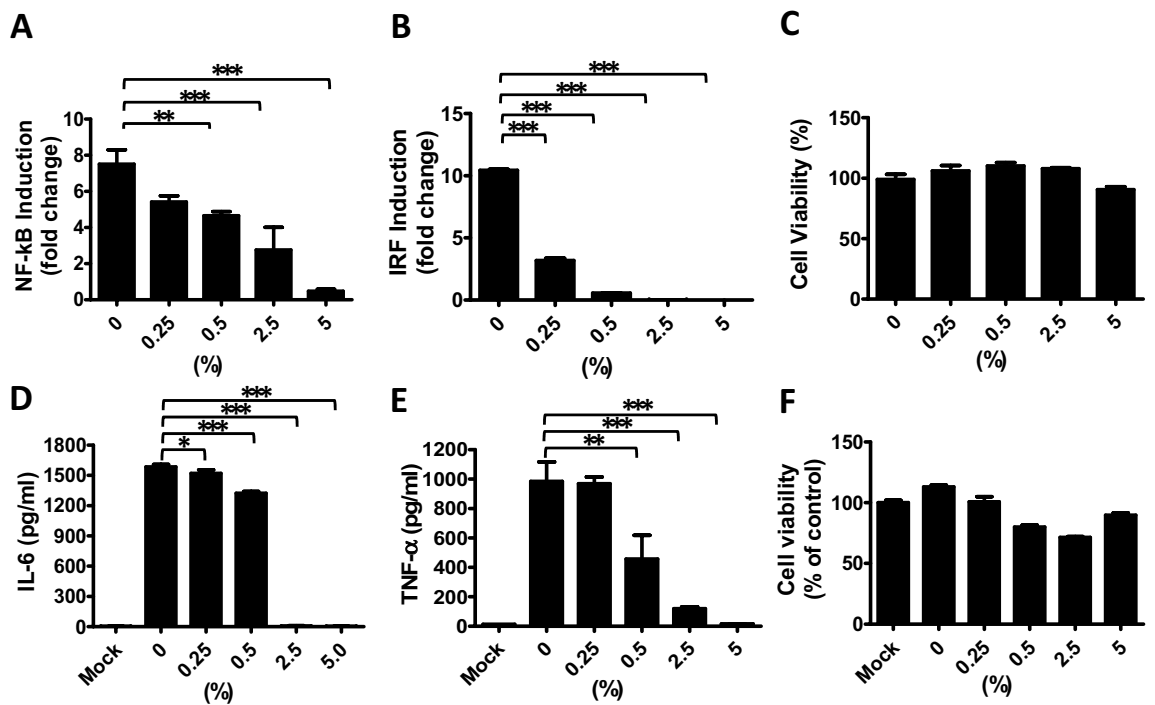 A
***
***
**
NF-kB Induction
(fold change)
10
8
6
4
2
0
0 0.25 0.5 2.5 5
(%)
B
***
***
***
***
IRF Induction
(fold change)
15
10
5
0
0 0.25 0.5 2.5 5
(%)
C
Cell Viability (%)
150
100
50
0
0 0.25 0.5 2.5 5
(%)
D
***
***
***
*
IL-6 (pg/ml)
1800
1500
1200
900
600
300
0
Mock 0 0.25 0.5 2.5 5.0
(%)
E
***
***
**
TNF-α (pg/ml)
1200
1000
800
600
400
200
0
Mock 0 0.25 0.5 2.5 5
(%)
F
Cell viability
(% of control)
150
100
50
0
Mock 0 0.25 0.5 2.5 5
(%)